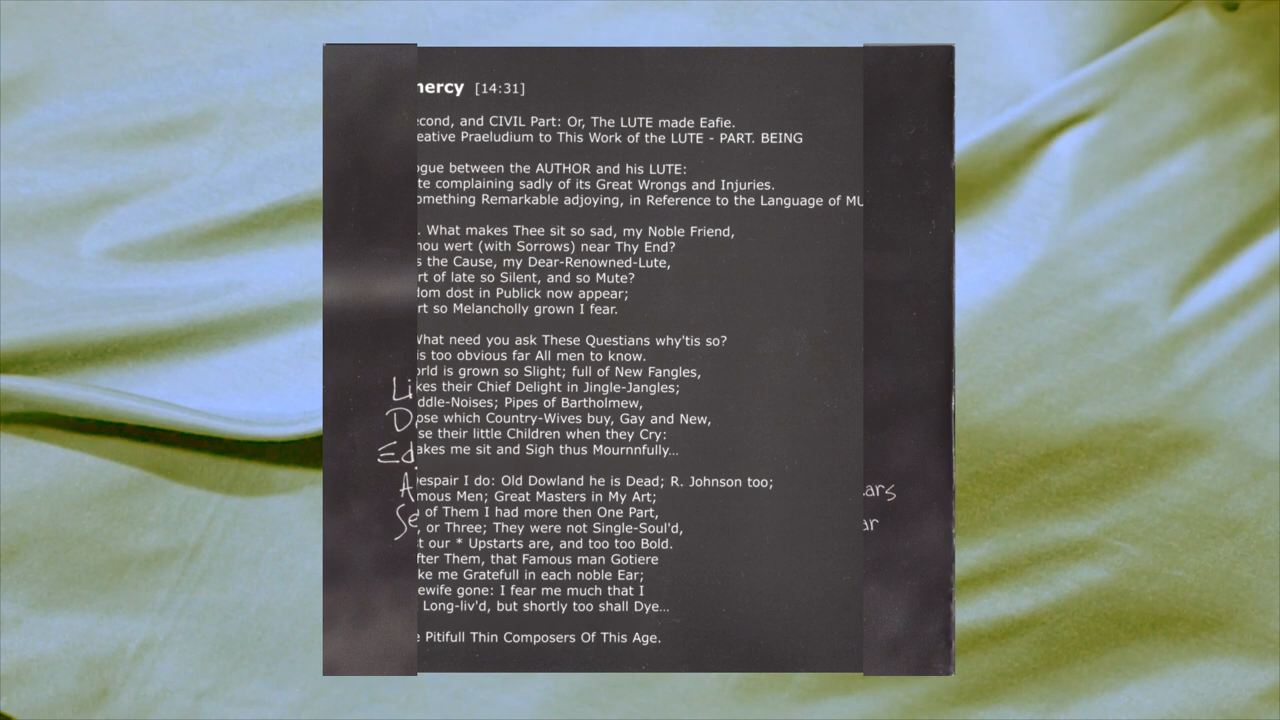 ercy [14:31]
econd, and CIVIL Part: Or, The LUTE made Eafie.
eative Praeludium to This Work of the LUTE - PART. BEING
ogue between the AUTHOR and his LUTE:
te complaining sadly of its Great Wrongs and Injuries.
omething Remarkable adjoying, in Reference to the Language of MU
. What makes Thee sit so sad, my Noble Friend,
hou wert (with Sorrows) near Thy End?
s the Cause, my Dear-Renowned-Lute,
rt of late so Silent, and so Mute?
dom dost in Publick now appear;
rt so Melancholly grown I fear.
What need you ask These Questions why'tis so?
is too obvious far All men to know.
orld is grown so Slight; full of New Fangles,
kes their Chief Delight in Jingle-Jangles;
ddle-Noises; Pipes of Bartholmew,
ose which Country-Wives buy, Gay and New,
se their little Children when they Cry:
akes me sit and Sigh thus Mournnfully...
Despair I do: Old Dowland he is Dead; R. Johnson too;
mous Men; Great Masters in My Art;
of Them I had more then One Part,
, or Three; They were not Single-Soul'd,
t our * Upstarts are, and too too Bold.
fter Them, that Famous man Gotiere
ke me Gratefull in each noble Ear;
ewife gone: I fear me much that I
Long-liv'd, but shortly too shall Dye...
e Pitifull Thin Composers Of This Age.
Li
D
Ed.
A
Se
ars
ar